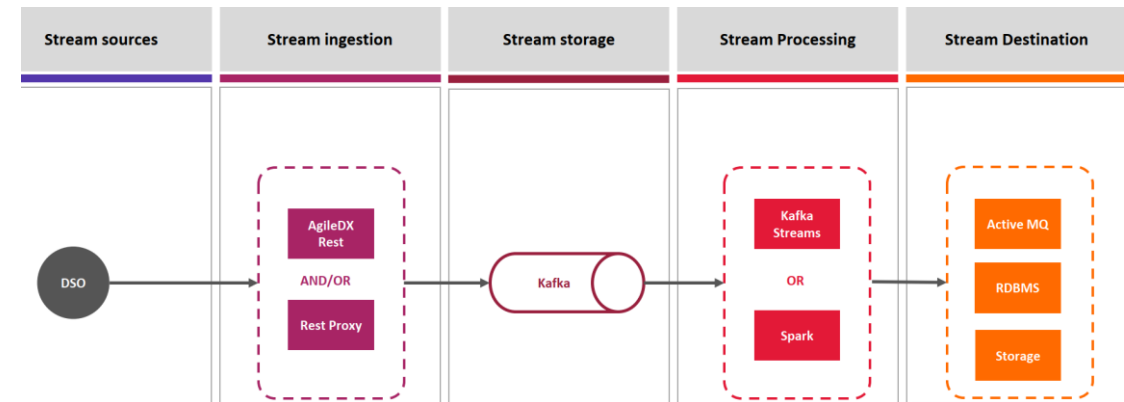 Stream sources
Stream ingestion
Stream storage
Stream Processing
Stream Destination
DSO
AgileDX
Rest
AND/OR
Rest Proxy
Kafka
Kafka
Streams
OR
Spark
Active MQ
RDBMS
Storage